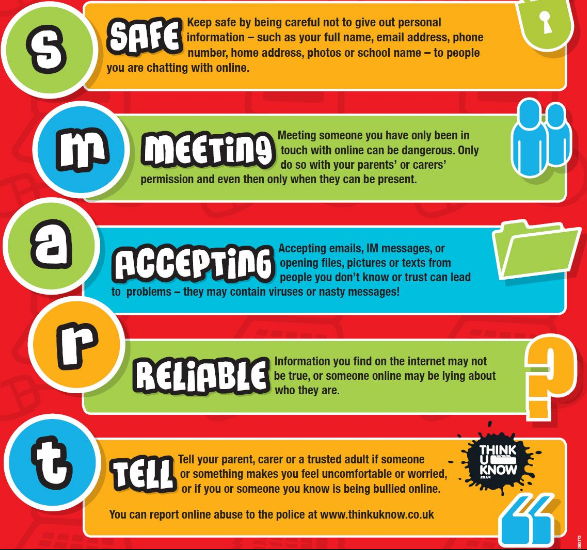 s
SAFE
Keep safe by being careful not to give out personal
information – such as your full name, email address, phone
number, home address, photos or school name – to people
you are chatting with online.
m
MEETING
Meeting someone you have only been in
touch with online can be dangerous. Only
do so with your parents' or carers'
permission and even then only when they can be present.
a
ACCEPTING
Accepting emails, IM messages, or
opening files, pictures or texts from
people you don't know or trust can lead
to problems – they may contain viruses or nasty messages!
r
RELiABLE
Information you find on the internet may not
be true, or someone online may be lying about
who they are.
?
t
TELL
Tell your parent, carer or a trusted adult if someone
or something makes you feel uncomfortable or worried,
or if you or someone you know is being bullied online.
You can report online abuse to the police at www.thinkuknow.co.uk
THINK
U
KNOW